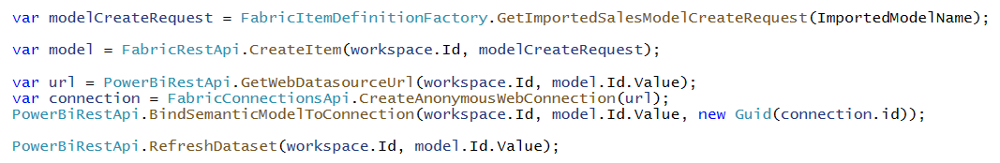 var modelCreateRequest = FabricItemDefinitionFactory.GetImportedSalesModelCreateRequest(ImportedModelName);
var model = FabricRestApi.CreateItem(workspace.Id, modelCreateRequest);
var url = PowerBiRestApi.GetWebDatasourceUrl(workspace.Id, model.Id.Value);
var connection = FabricConnectionsApi.CreateAnonymousWebConnection(url);
PowerBiRestApi.BindSemanticModelToConnection(workspace.Id, model.Id.Value, new Guid(connection.id));
PowerBiRestApi.RefreshDataset(workspace.Id, model.Id.Value);